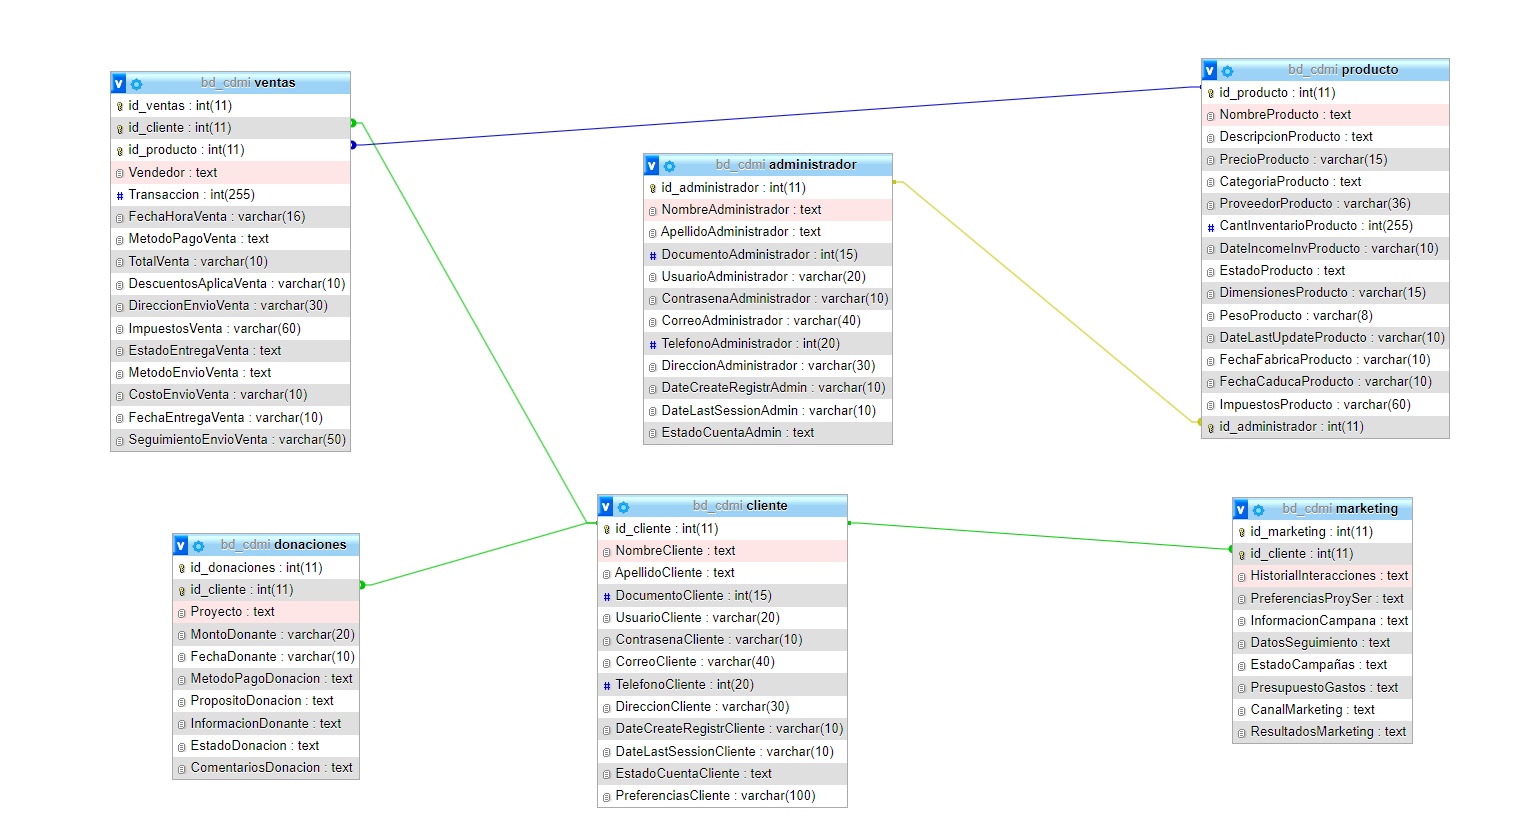 bd_cdmi ventas
id_ventas : int(11)
id_cliente : int(11)
id_producto : int(11)
Vendedor : text
Transaccion : int(255)
FechaHoraVenta : varchar(16)
MetodoPagoVenta : text
TotalVenta : varchar(10)
DescuentosAplicaVenta : varchar(10)
DireccionEnvioVenta : varchar(30)
ImpuestosVenta : varchar(60)
EstadoEntregaVenta : text
MetodoEnvioVenta : text
CostoEnvioVenta : varchar(10)
FechaEntregaVenta : varchar(10)
SeguimientoEnvioVenta : varchar(50)
bd_cdmi administrador
id_administrador : int(11)
NombreAdministrador : text
ApellidoAdministrador : text
DocumentoAdministrador : int(15)
UsuarioAdministrador : varchar(20)
ContrasenaAdministrador : varchar(10)
CorreoAdministrador : varchar(40)
TelefonoAdministrador : int(20)
DireccionAdministrador : varchar(30)
DateCreateRegistrAdmin : varchar(10)
DateLastSessionAdmin : varchar(10)
EstadoCuentaAdmin : text
bd_cdmi producto
id_producto : int(11)
NombreProducto : text
DescripcionProducto : text
PrecioProducto : varchar(15)
CategoriaProducto : text
ProveedorProducto : varchar(36)
CantInventarioProducto : int(255)
DateIncomeInvProducto : varchar(10)
EstadoProducto : text
DimensionesProducto : varchar(15)
PesoProducto : varchar(8)
DateLastUpdateProducto : varchar(10)
FechaFabricaProducto : varchar(10)
FechaCaducaProducto : varchar(10)
ImpuestosProducto : varchar(60)
id_administrador : int(11)
bd_cdmi donaciones
id_donaciones : int(11)
id_cliente : int(11)
Proyecto : text
MontoDonante : varchar(20)
FechaDonante : varchar(10)
MetodoPagoDonacion : text
PropositoDonacion : text
InformacionDonante : text
EstadoDonacion : text
ComentariosDonacion : text
bd_cdmi cliente
id_cliente : int(11)
NombreCliente : text
ApellidoCliente : text
DocumentoCliente : int(15)
UsuarioCliente : varchar(20)
ContrasenaCliente : varchar(10)
CorreoCliente : varchar(40)
TelefonoCliente : int(20)
DireccionCliente : varchar(30)
DateCreateRegistrCliente : varchar(10)
DateLastSessionCliente : varchar(10)
EstadoCuentaCliente : text
PreferenciasCliente : varchar(100)
bd_cdmi marketing
id_marketing : int(11)
id_cliente : int(11)
HistorialInteracciones : text
PreferenciasProySer : text
InformacionCampana : text
DatosSeguimiento : text
EstadoCampañas : text
PresupuestoGastos : text
CanalMarketing : text
ResultadosMarketing : text